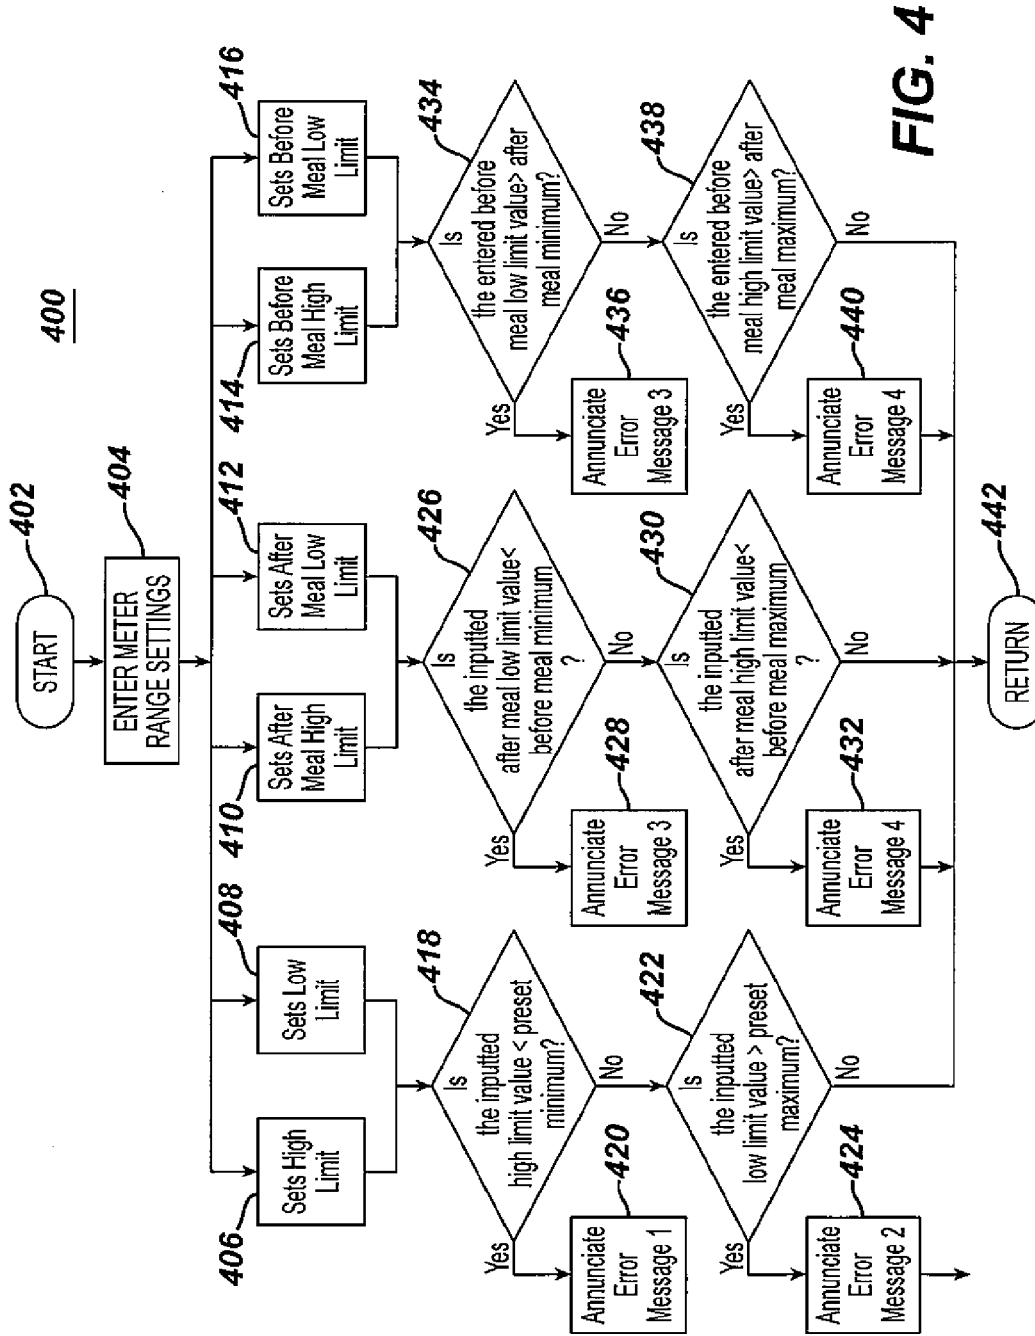 400
START
402
ENTER METER
RANGE SETTINGS
404
Sets High
Limit
406
Sets Low
Limit
408
Sets After
Meal High
Limit
410
Sets After
Meal Low
Limit
412
Sets Before
Meal High
Limit
414
Sets Before
Meal Low
Limit
416
Is
the inputted
high limit value < preset
minimum?
418
Yes
No
Annunciate
Error
Message 1
420
Is
the inputted
low limit value > preset
maximum?
422
Yes
No
Annunciate
Error
Message 2
424
Is
the inputted
after meal low limit value<
before meal minimum
?
426
Yes
No
Annunciate
Error
Message 3
428
Is
the inputted
after meal high limit value<
before meal maximum
?
430
Yes
No
Annunciate
Error
Message 4
432
Is
the entered before
meal low limit value> after
meal minimum?
434
Yes
No
Annunciate
Error
Message 3
436
Is
the entered before
meal high limit value> after
meal maximum?
438
Yes
No
Annunciate
Error
Message 4
440
RETURN
442
FIG. 4